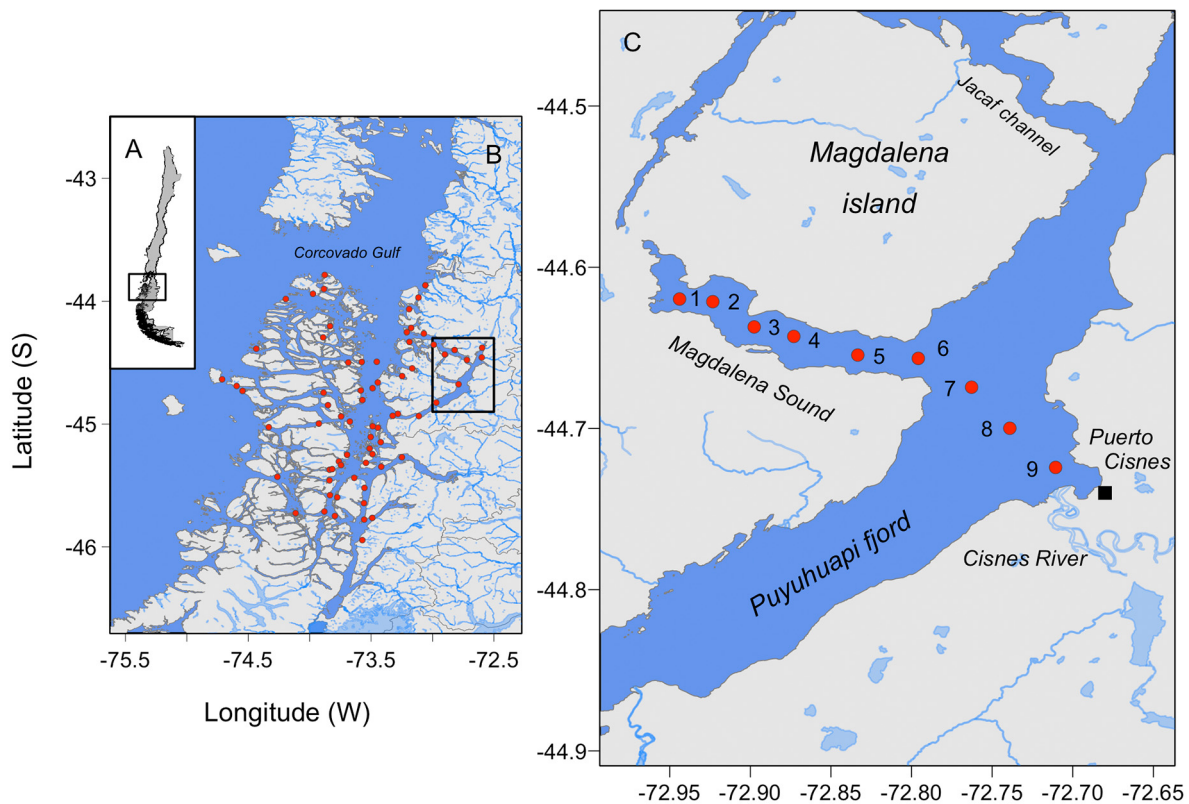 A
B
Corcovado Gulf
-43
-44
-45
-46
Latitude (S)
-75.5
-74.5
-73.5
-72.5
Longitude (W)
C
Jacaf channel
Magdalena
island
1
2
3
4
5
6
7
8
9
Magdalena Sound
Puerto
Cisnes
Cisnes River
Puyuhuapi fjord
-44.5
-44.6
-44.7
-44.8
-44.9
-72.95
-72.90
-72.85
-72.80
-72.75
-72.70
-72.65